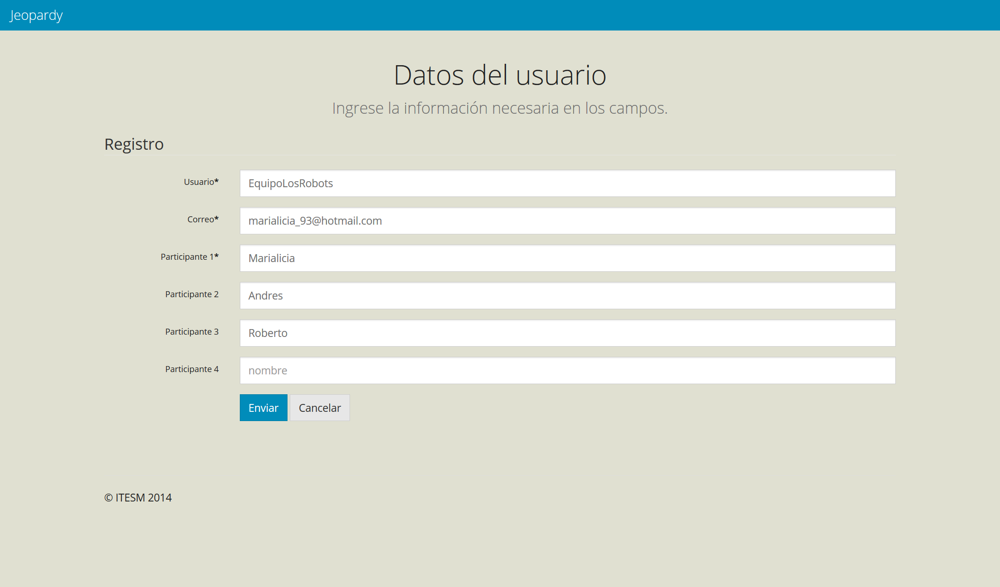 Jeopardy
Datos del usuario
Ingrese la información necesaria en los campos.
Registro
Usuario* EquipoLosRobots
Correo* marialicia_93@hotmail.com
Participante 1* Marialicia
Participante 2 Andres
Participante 3 Roberto
Participante 4 nombre
Enviar Cancelar
© ITESM 2014